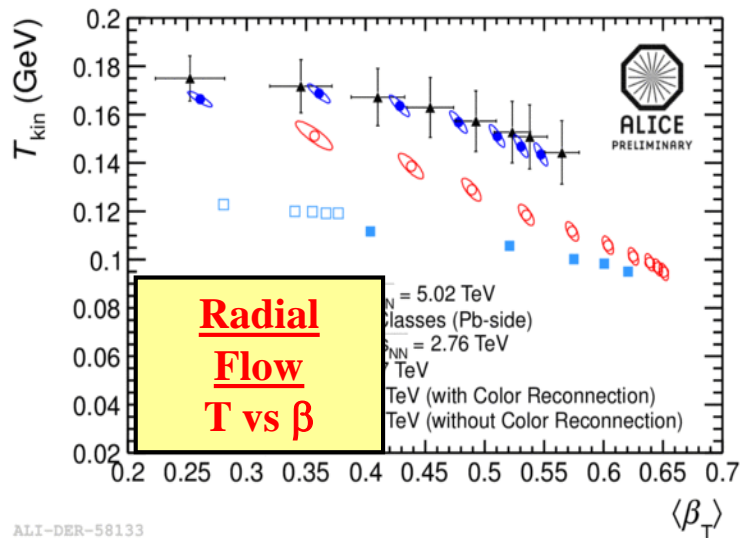 0.2
T_kin (GeV)
0.18
0.16
0.14
0.12
0.1
0.08
0.06
0.04
0.02
ALICE
PRELIMINARY
Radial
Flow
T vs β
= 5.02 TeV
(Pb-side)
NN = 2.76 TeV
TeV
TeV (with Color Reconnection)
TeV (without Color Reconnection)
0.2 0.25 0.3 0.35 0.4 0.45 0.5 0.55 0.6 0.65 0.7
⟨β_T⟩
ALI-DER-58133